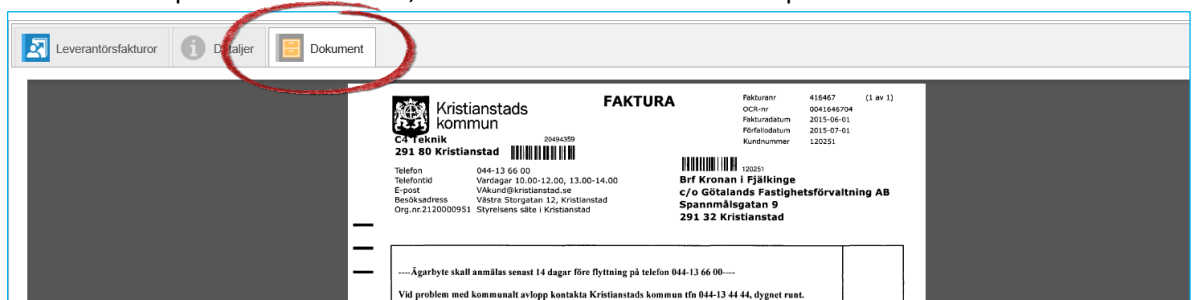 Leverantörsfakturor
Detaljer
Dokument
Kristianstads
kommun
FAKTURA
Fakturanr 416467 (1 av 1)
OCR-nr 0041646704
Fakturadatum 2015-06-01
Förfallodatum 2015-07-01
Kundnummer 120251
C4 Teknik 20494359
291 80 Kristianstad
Telefon 044-13 66 00
Telefontid Vardagar 10.00-12.00, 13.00-14.00
E-post VAkund@kristianstad.se
Besöksadress Västra Storgatan 12, Kristianstad
Org.nr.2120000951 Styrelsens säte i Kristianstad
120251
Brf Kronan i Fjälkinge
c/o Götalands Fastighetsförvaltning AB
Spannmålsgatan 9
291 32 Kristianstad
----Ägarbyte skall anmälas senast 14 dagar före flyttning på telefon 044-13 66 00----
Vid problem med kommunalt avlopp kontakta Kristianstads kommun tfn 044-13 44 44, dygnet runt.